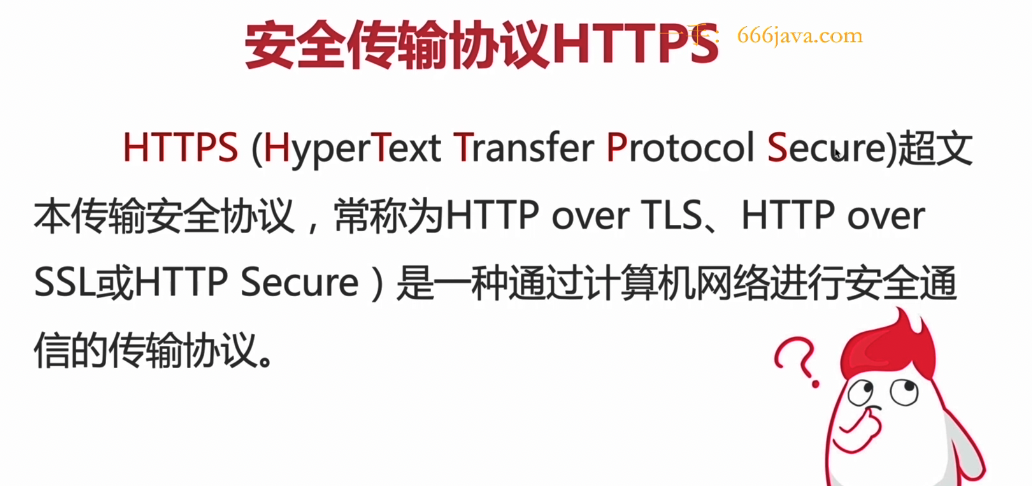 安全传输协议HTTPS
666java.com
HTTPS (HyperText Transfer Protocol Secure)超文
本传输安全协议，常称为HTTP over TLS、HTTP over
SSL或HTTP Secure）是一种通过计算机网络进行安全通
信的传输协议。